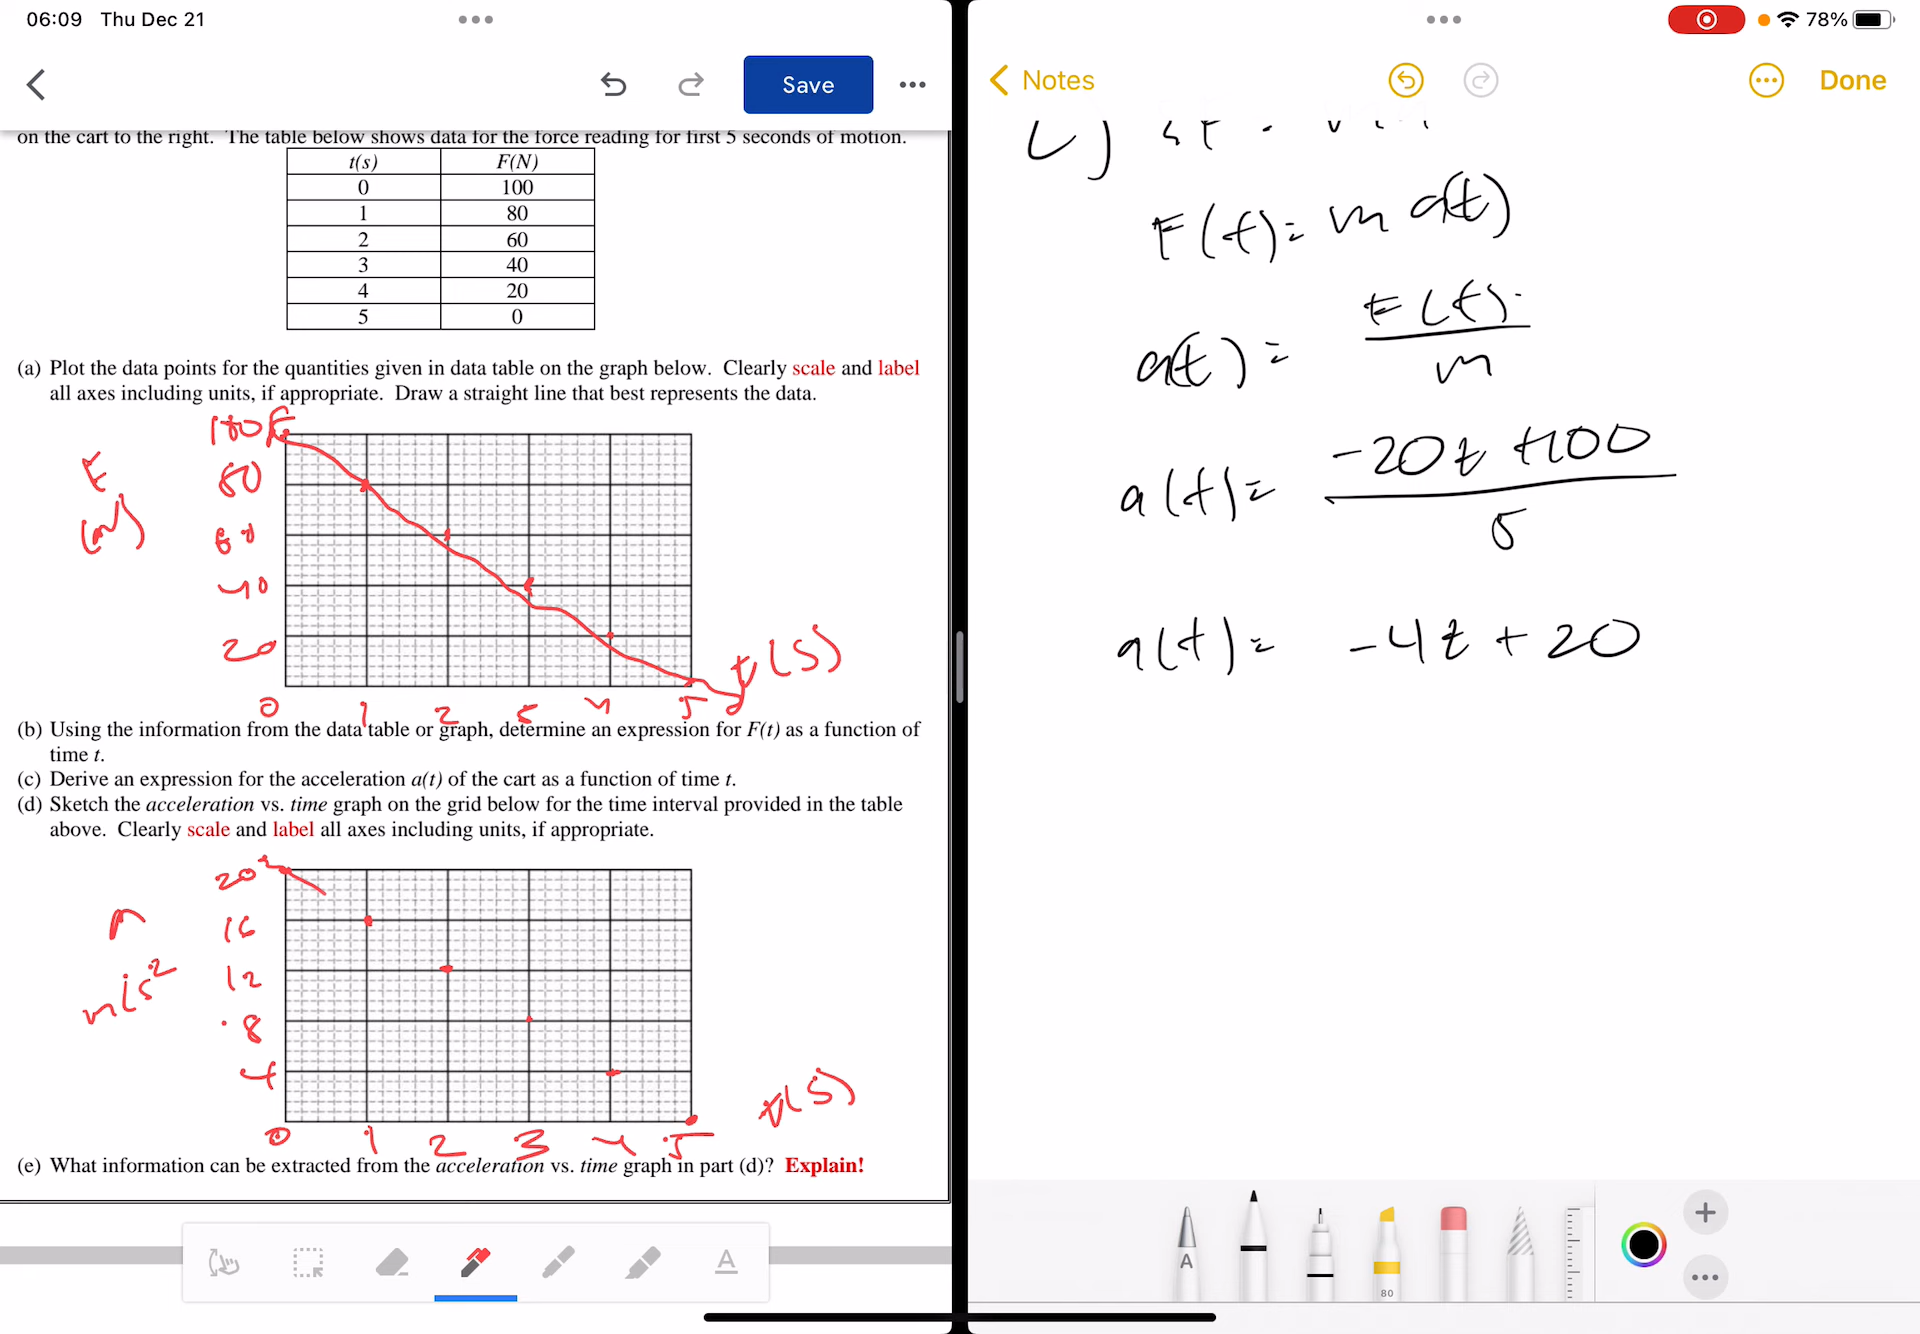 06:09 Thu Dec 21
78%
Save
Notes
Done
on the cart to the right. The table below shows data for the force reading for first 5 seconds of motion.
t(s) F(N)
0 100
1 80
2 60
3 40
4 20
5 0
(a) Plot the data points for the quantities given in data table on the graph below. Clearly scale and label
all axes including units, if appropriate. Draw a straight line that best represents the data.
100
F
80
(N)
60
40
20
t(s)
0 1 2 3 4 5
(b) Using the information from the data table or graph, determine an expression for F(t) as a function of
time t.
(c) Derive an expression for the acceleration a(t) of the cart as a function of time t.
(d) Sketch the acceleration vs. time graph on the grid below for the time interval provided in the table
above. Clearly scale and label all axes including units, if appropriate.
20
16
m/s²
12
8
4
t(s)
0 1 2 3 4 5
(e) What information can be extracted from the acceleration vs. time graph in part (d)? Explain!
F(t) = m a(t)
a(t) = F(t) / m
a(t) = -20t +100 / 5
a(t) = -4t + 20
A
80
A